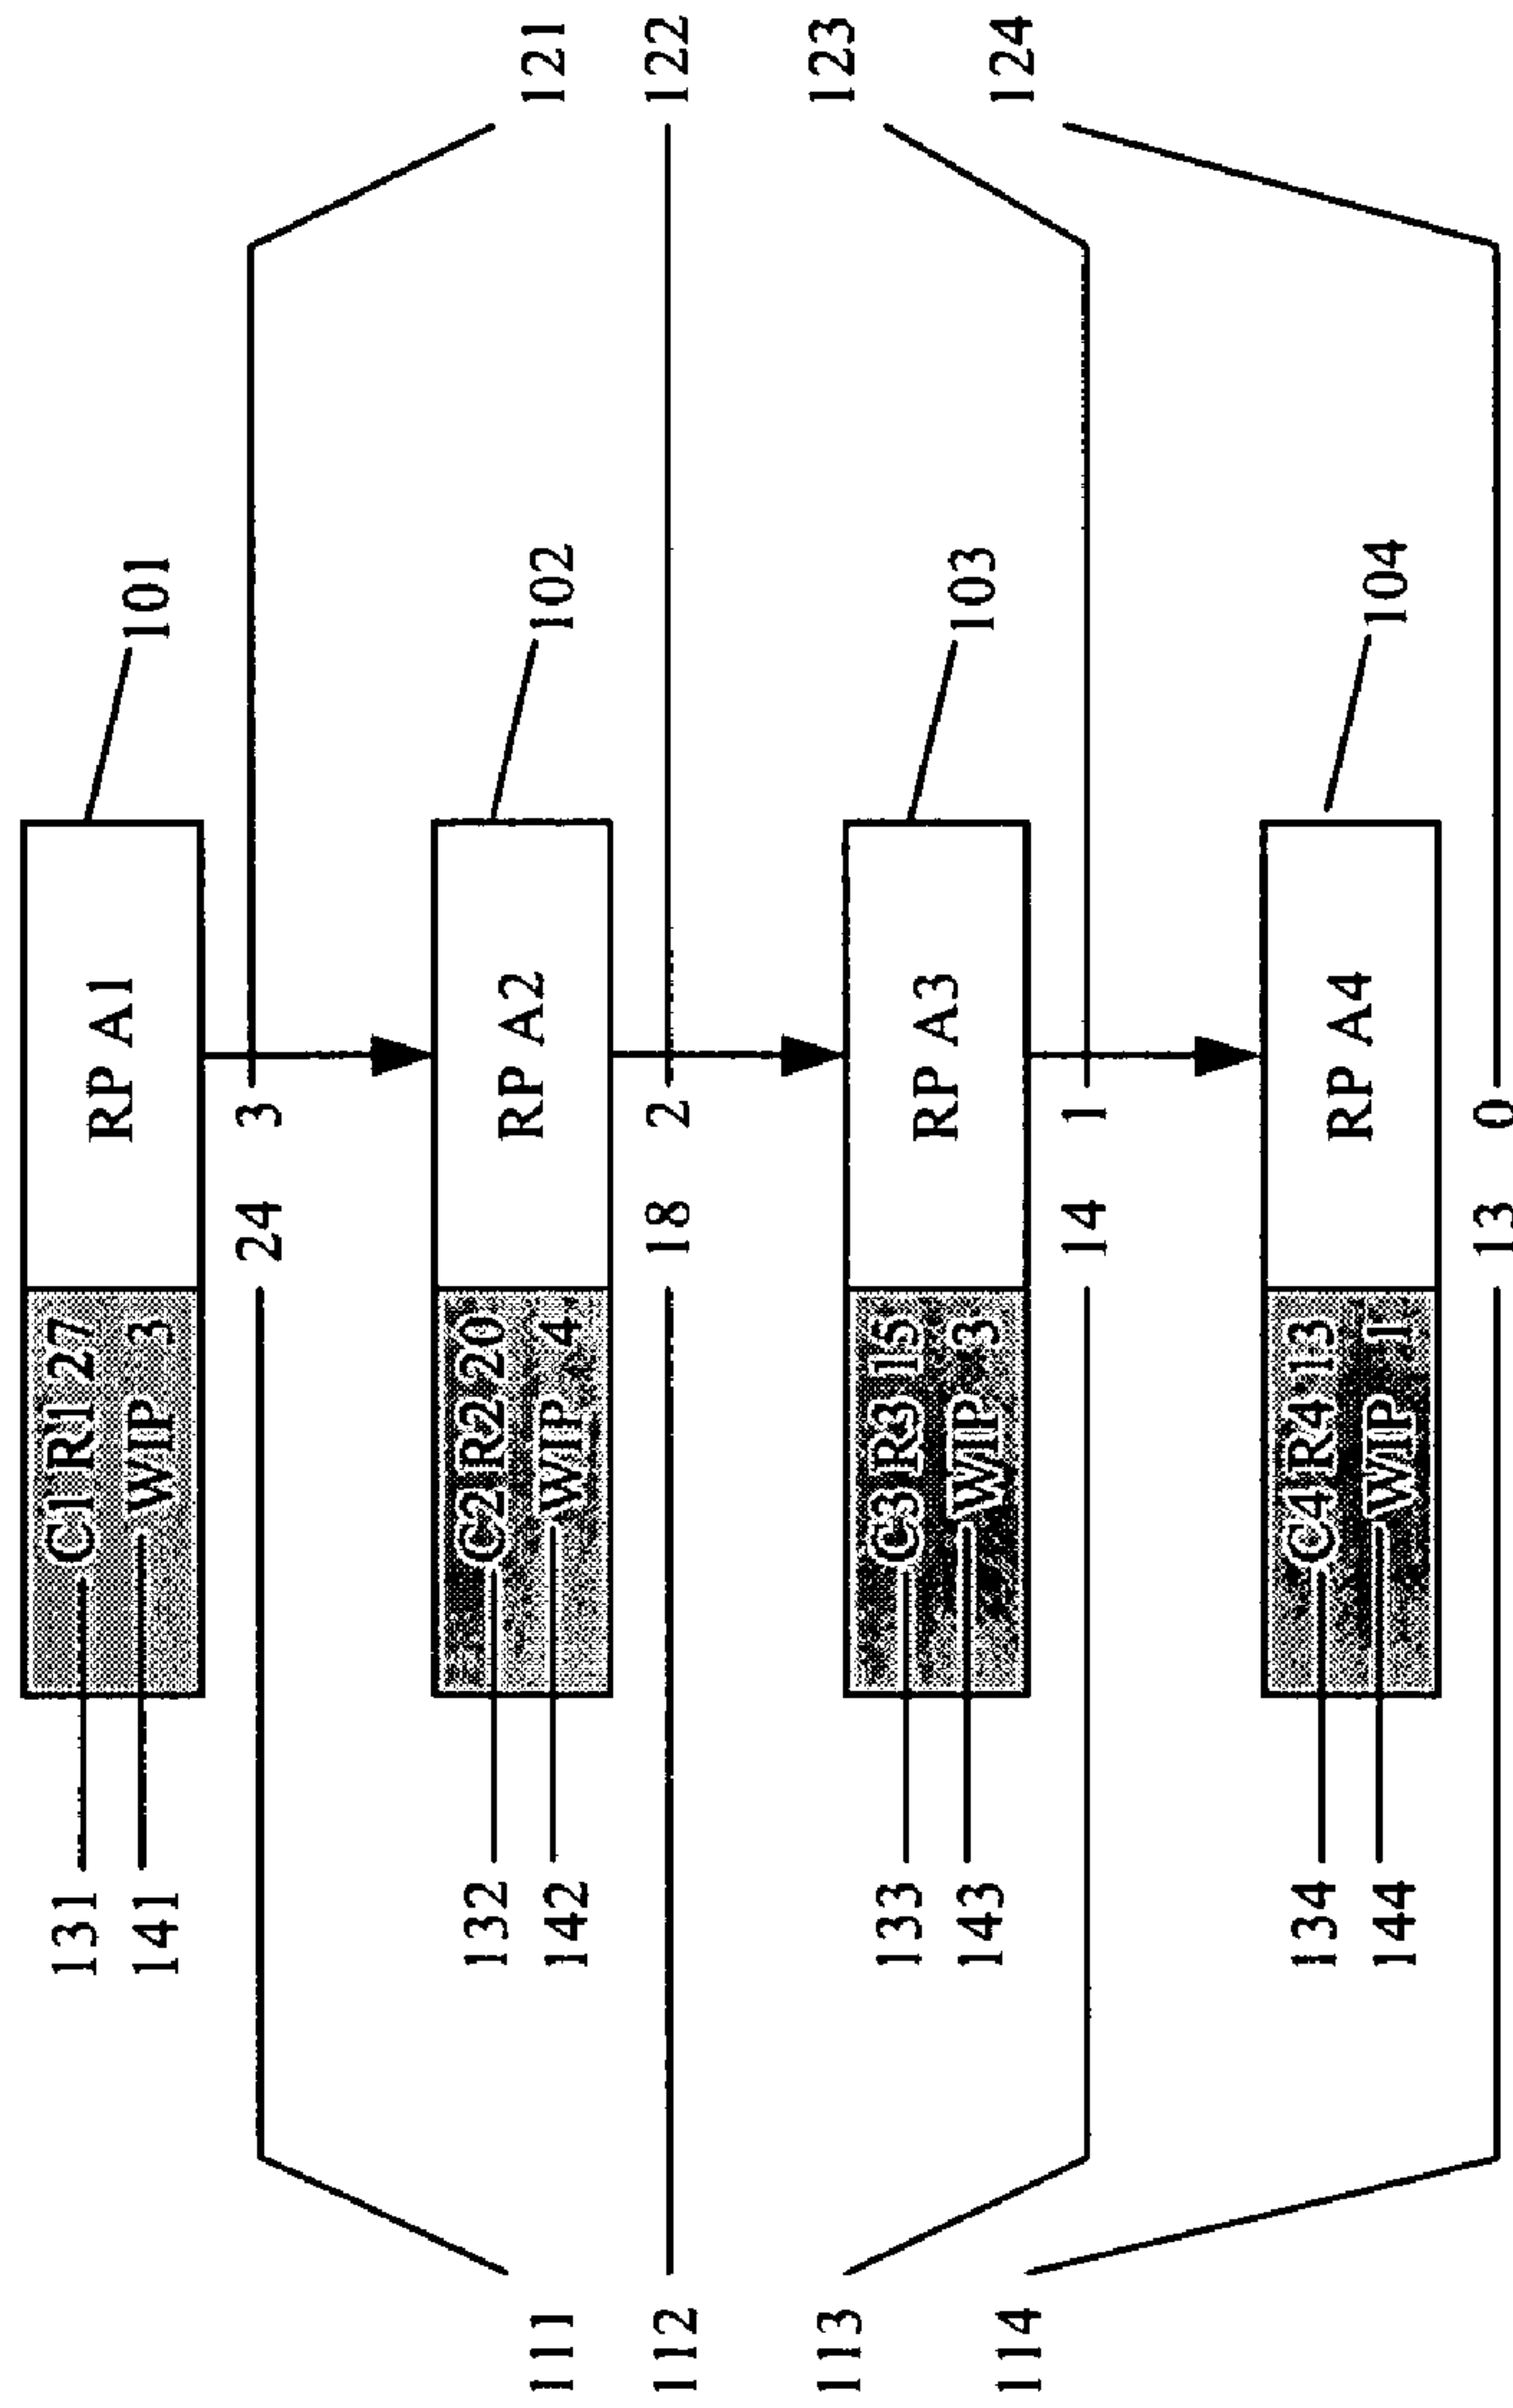 131 C1 R1 27
RP A1
141 WIP 3
101
24 3
132 C2 R2 20
RP A2
142 WIP 4
102
111
121
112
18 2
122
113
123
133 C3 R3 15
RP A3
143 WIP 3
103
114
124
14 1
134 C4 R4 13
RP A4
144 WIP 1
104
13 0